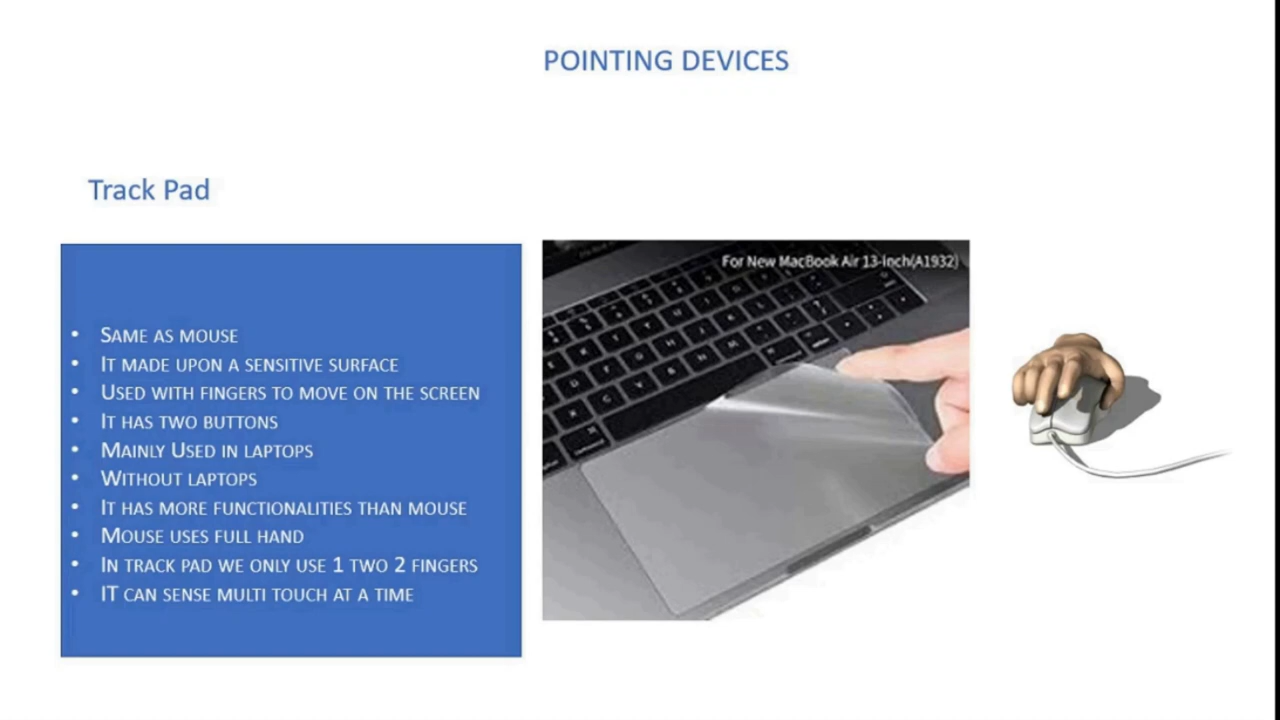 POINTING DEVICES
Track Pad
• SAME AS MOUSE
• IT MADE UPON A SENSITIVE SURFACE
• USED WITH FINGERS TO MOVE ON THE SCREEN
• IT HAS TWO BUTTONS
• MAINLY USED IN LAPTOPS
• WITHOUT LAPTOPS
• IT HAS MORE FUNCTIONALITIES THAN MOUSE
• MOUSE USES FULL HAND
• IN TRACK PAD WE ONLY USE 1 TWO 2 FINGERS
• IT CAN SENSE MULTI TOUCH AT A TIME
For New MacBook Air 13-inch(A1932)